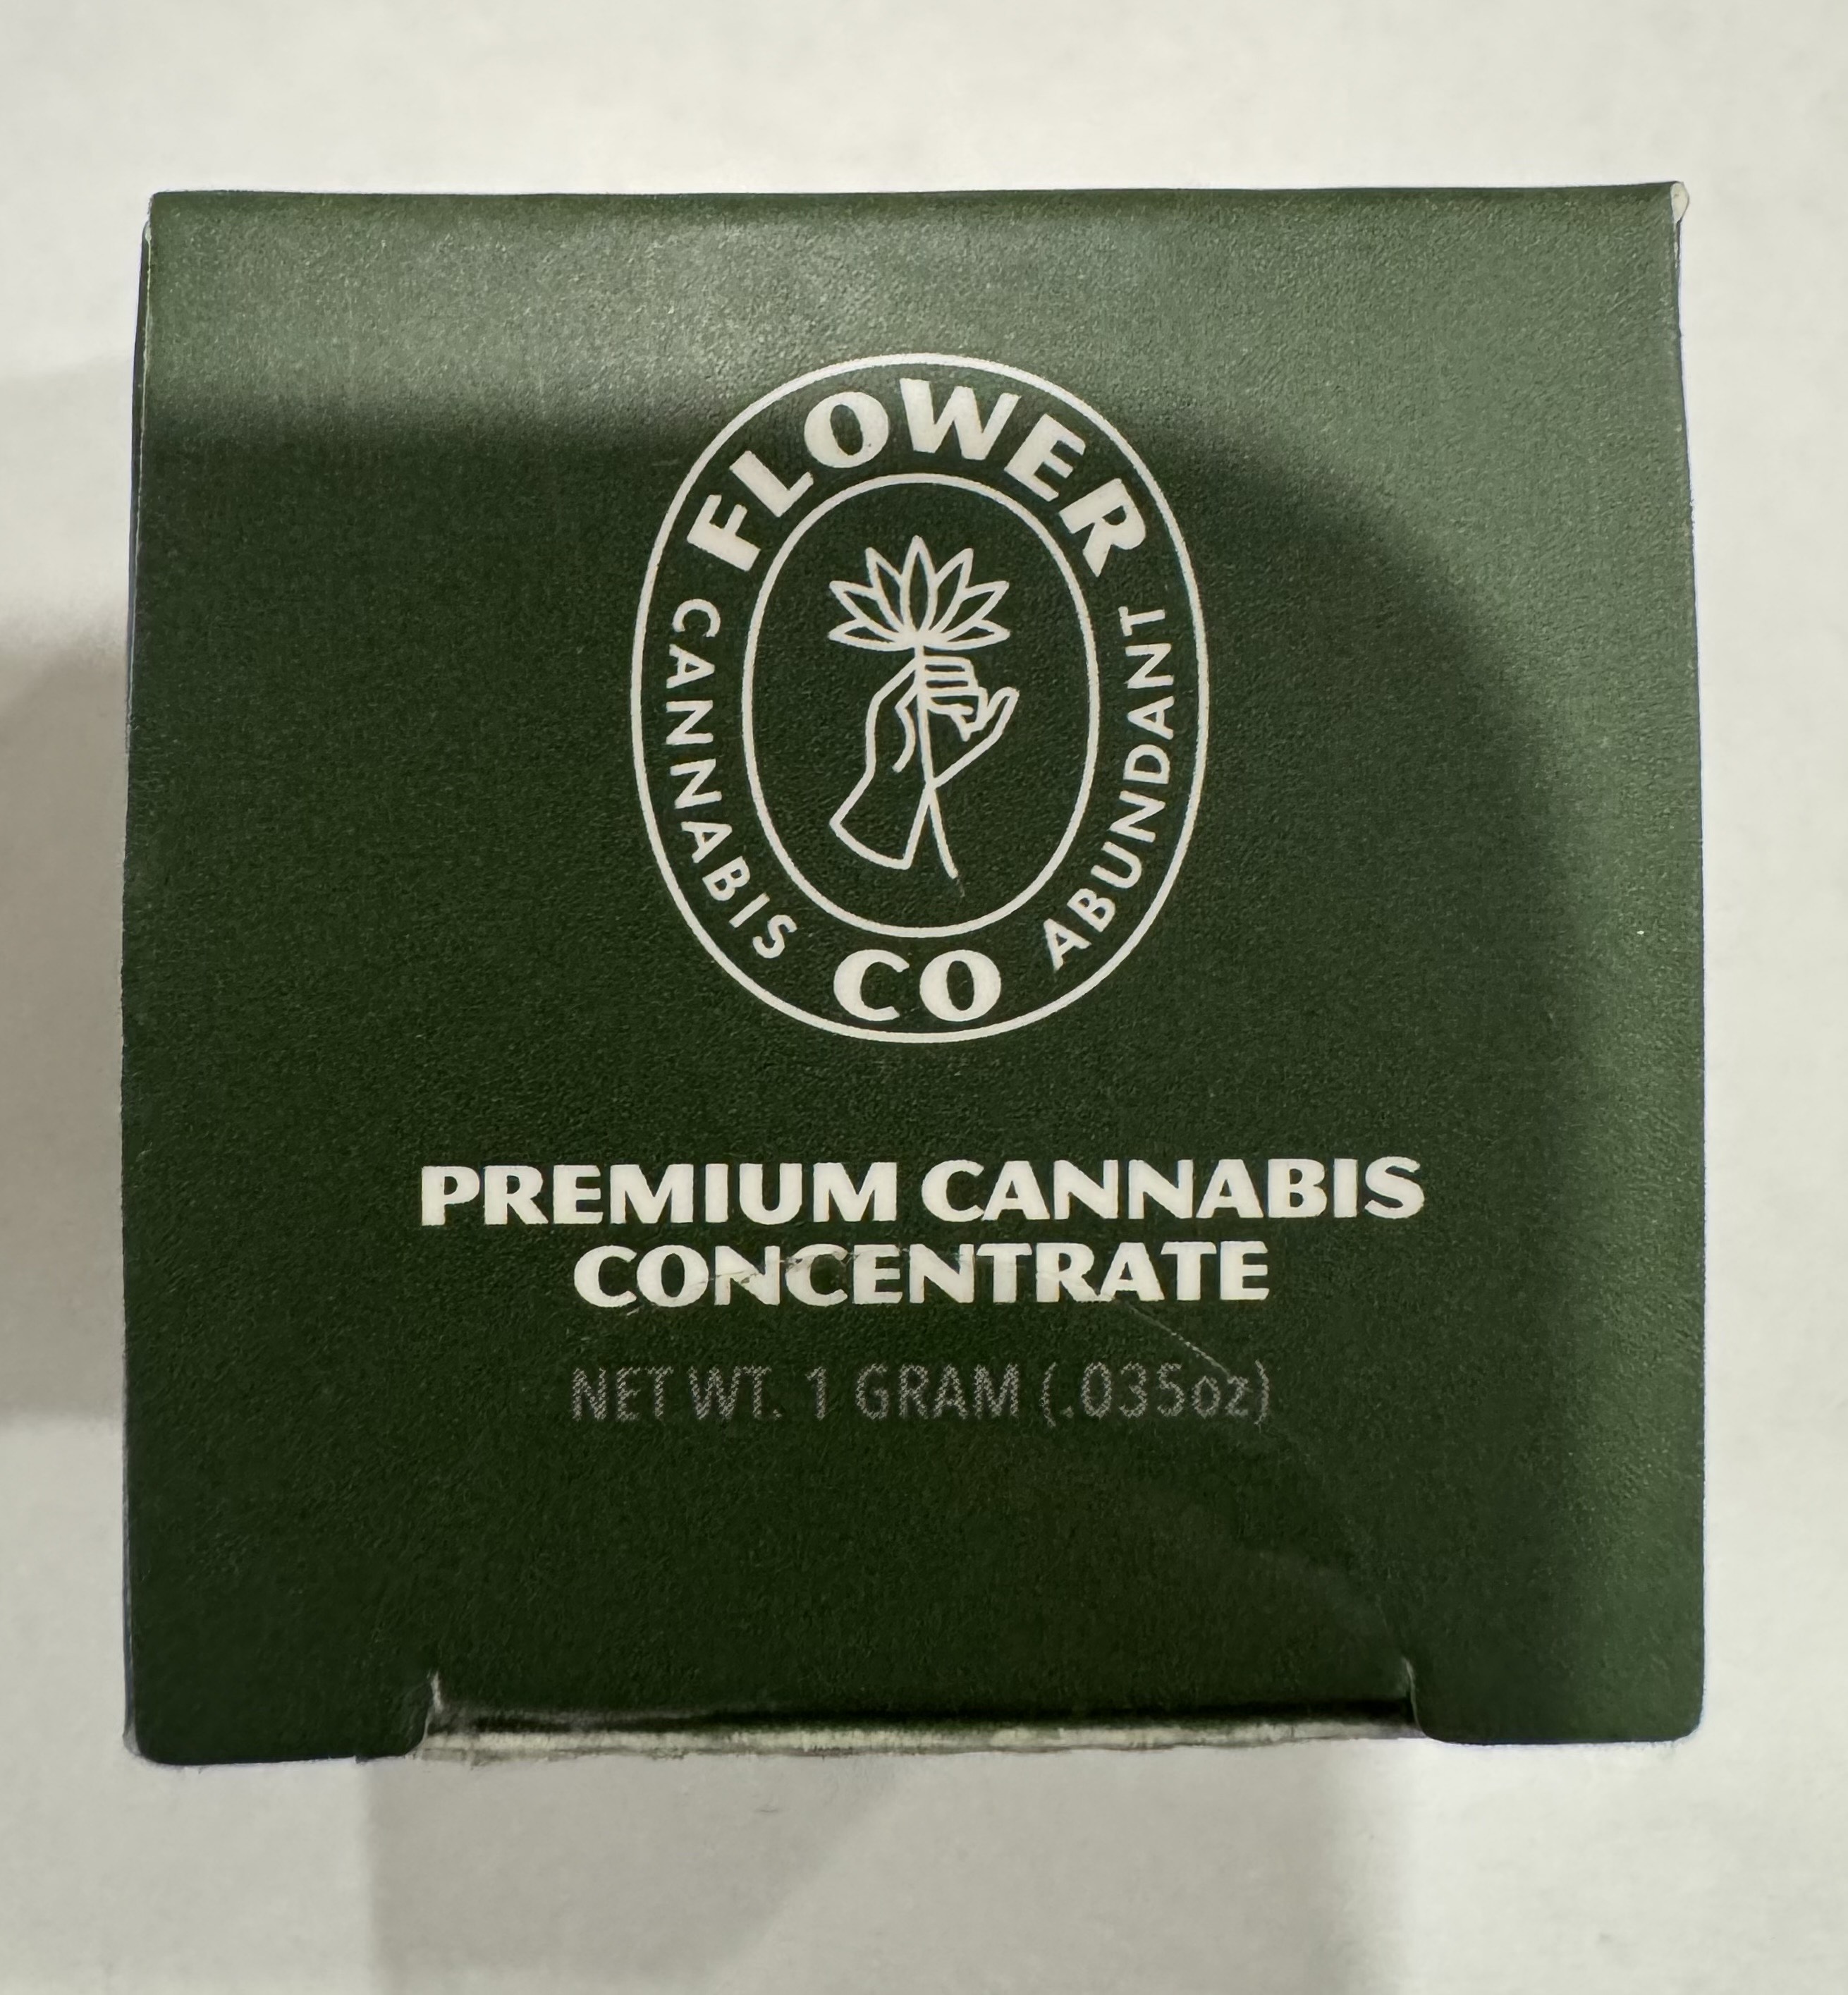 FLOWER
CANNABIS
ABUNDANT
CO
PREMIUM CANNABIS
CONCENTRATE
NET WT. 1 GRAM (.035oz)